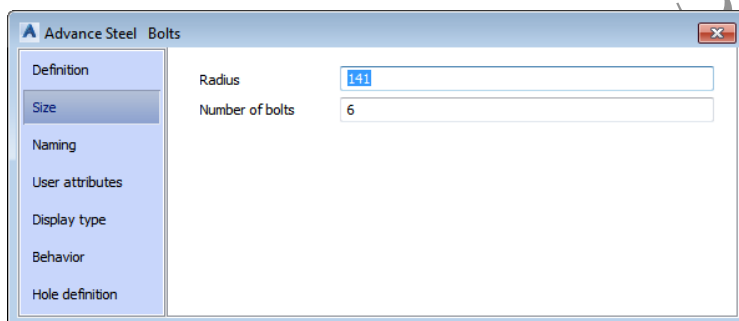 Advance Steel Bolts
Definition
Size
Naming
User attributes
Display type
Behavior
Hole definition
Radius 141
Number of bolts 6